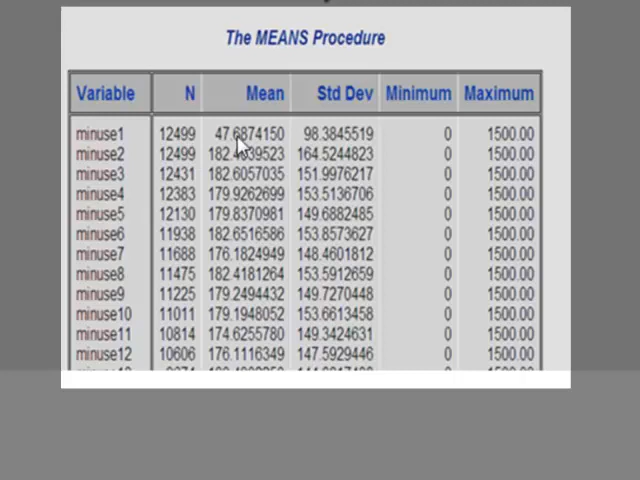 The MEANS Procedure
Variable N Mean Std Dev Minimum Maximum
minuse1 12499 47.6874150 98.3845519 0 1500.00
minuse2 12499 164.5244823 0 1500.00
minuse3 12431 182.6057035 151.9976217 0 1500.00
minuse4 12383 179.9262699 153.5136706 0 1500.00
minuse5 12130 179.8370981 149.6882485 0 1500.00
minuse6 11938 182.6516586 153.8573627 0 1500.00
minuse7 11688 176.1824949 148.4601812 0 1500.00
minuse8 11475 182.4181264 153.5912659 0 1500.00
minuse9 11225 179.2494432 149.7270448 0 1500.00
minuse10 11011 179.1948052 153.6613458 0 1500.00
minuse11 10814 174.6255780 149.3424631 0 1500.00
minuse12 10606 176.1116349 147.5929446 0 1500.00